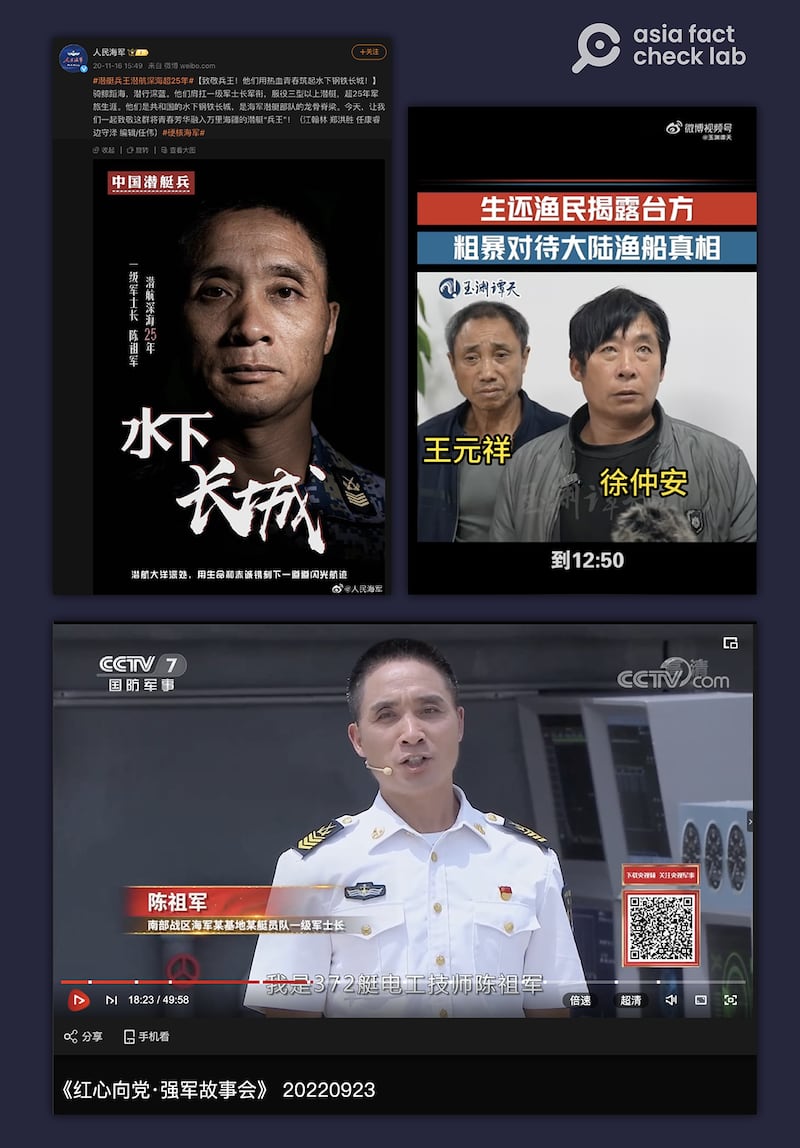 asia fact
check lab
人民海军
20-11-16 15:49 来自 微博 weibo.com
+关注
#潜艇兵王潜航深海超25年#【致敬兵王！他们用热血青春筑起水下钢铁长城！】
骑鲸蹈海，潜行深蓝。他们肩扛一级军士长军衔，服役三型以上潜艇，超25年军
旅生涯。他们是共和国的水下钢铁长城，是海军潜艇部队的龙骨脊梁。今天，让我
们一起致敬这群将青春芳华融入万里海疆的潜艇“兵王”！（江翰林 郑洪胜 任康睿
边守泽 编辑/任伟）#硬核海军#
收起 | 旋转 | 查看大图
中国潜艇兵
潜航深海25年
一级军士长 陈祖军
水下
长城
潜航大洋深处，用生命和赤诚镌刻下一道道闪光航迹
@人民海军
微博视频号
@玉渊谭天
生还渔民揭露台方
粗暴对待大陆渔船真相
玉渊谭天
王元祥
徐仲安
到12:50
CCTV 7
国防军事
高清
CCTV.com
陈祖军
南部战区海军某基地某艇员队一级军士长
下载央视频 关注央视军事
我是372艇电工技师陈祖军
18:23 / 49:58
倍速
超清
分享
手机看
《红心向党·强军故事会》 20220923